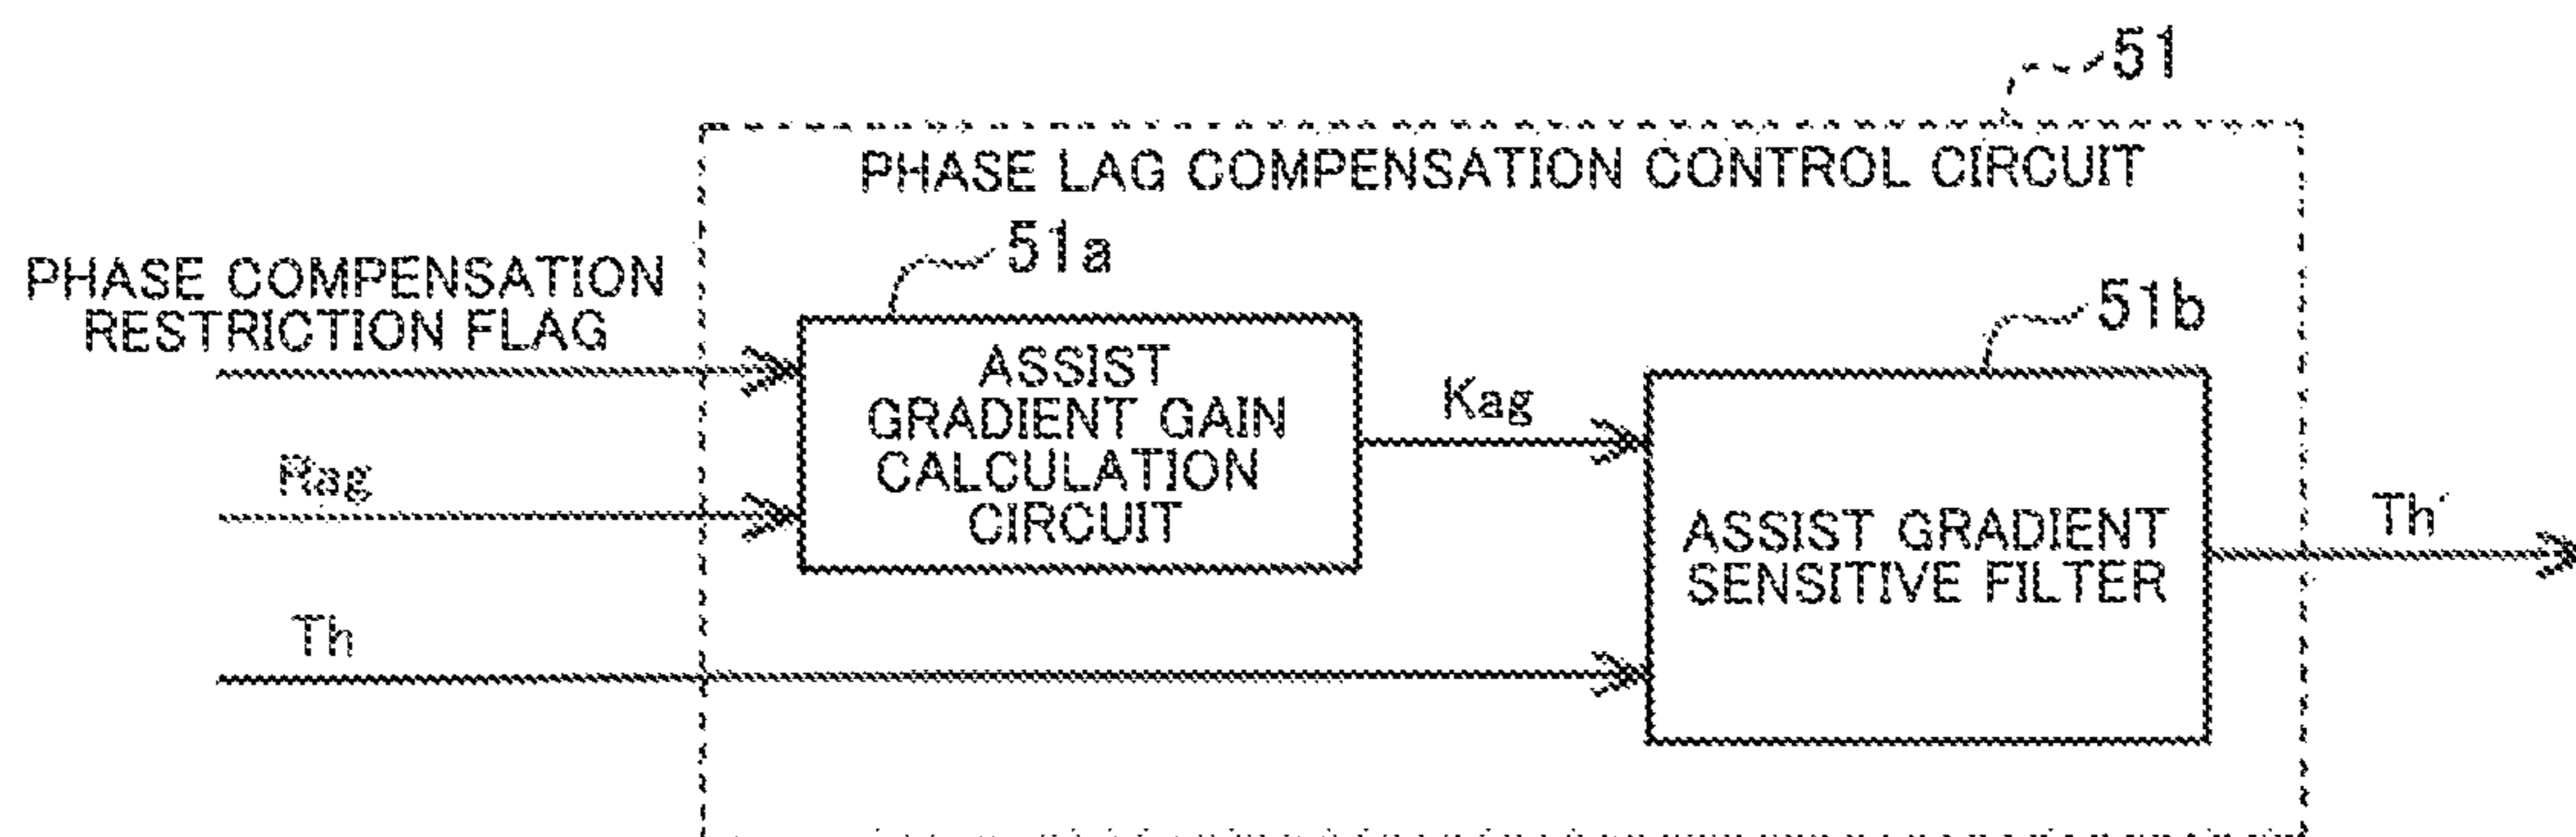 51
PHASE LAG COMPENSATION CONTROL CIRCUIT
51a
PHASE COMPENSATION
RESTRICTION FLAG
51b
ASSIST
GRADIENT GAIN
CALCULATION
CIRCUIT
Kag
Rag
ASSIST GRADIENT
SENSITIVE FILTER
Th'
Th